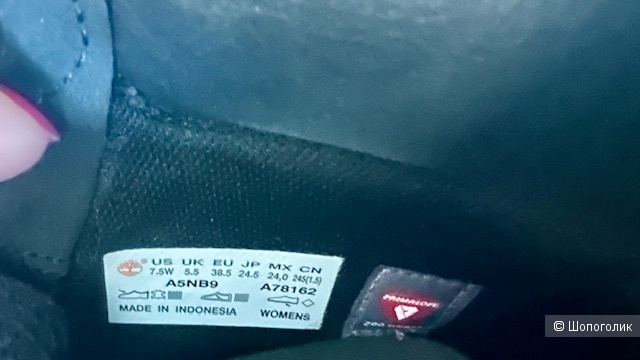 US UK EU JP MX CN
7.5W 5.5 38.5 24.5 24,0 245(1.5)
A5NB9 A78162
MADE IN INDONESIA WOMENS
PRIMALOFT
© Шопоголик